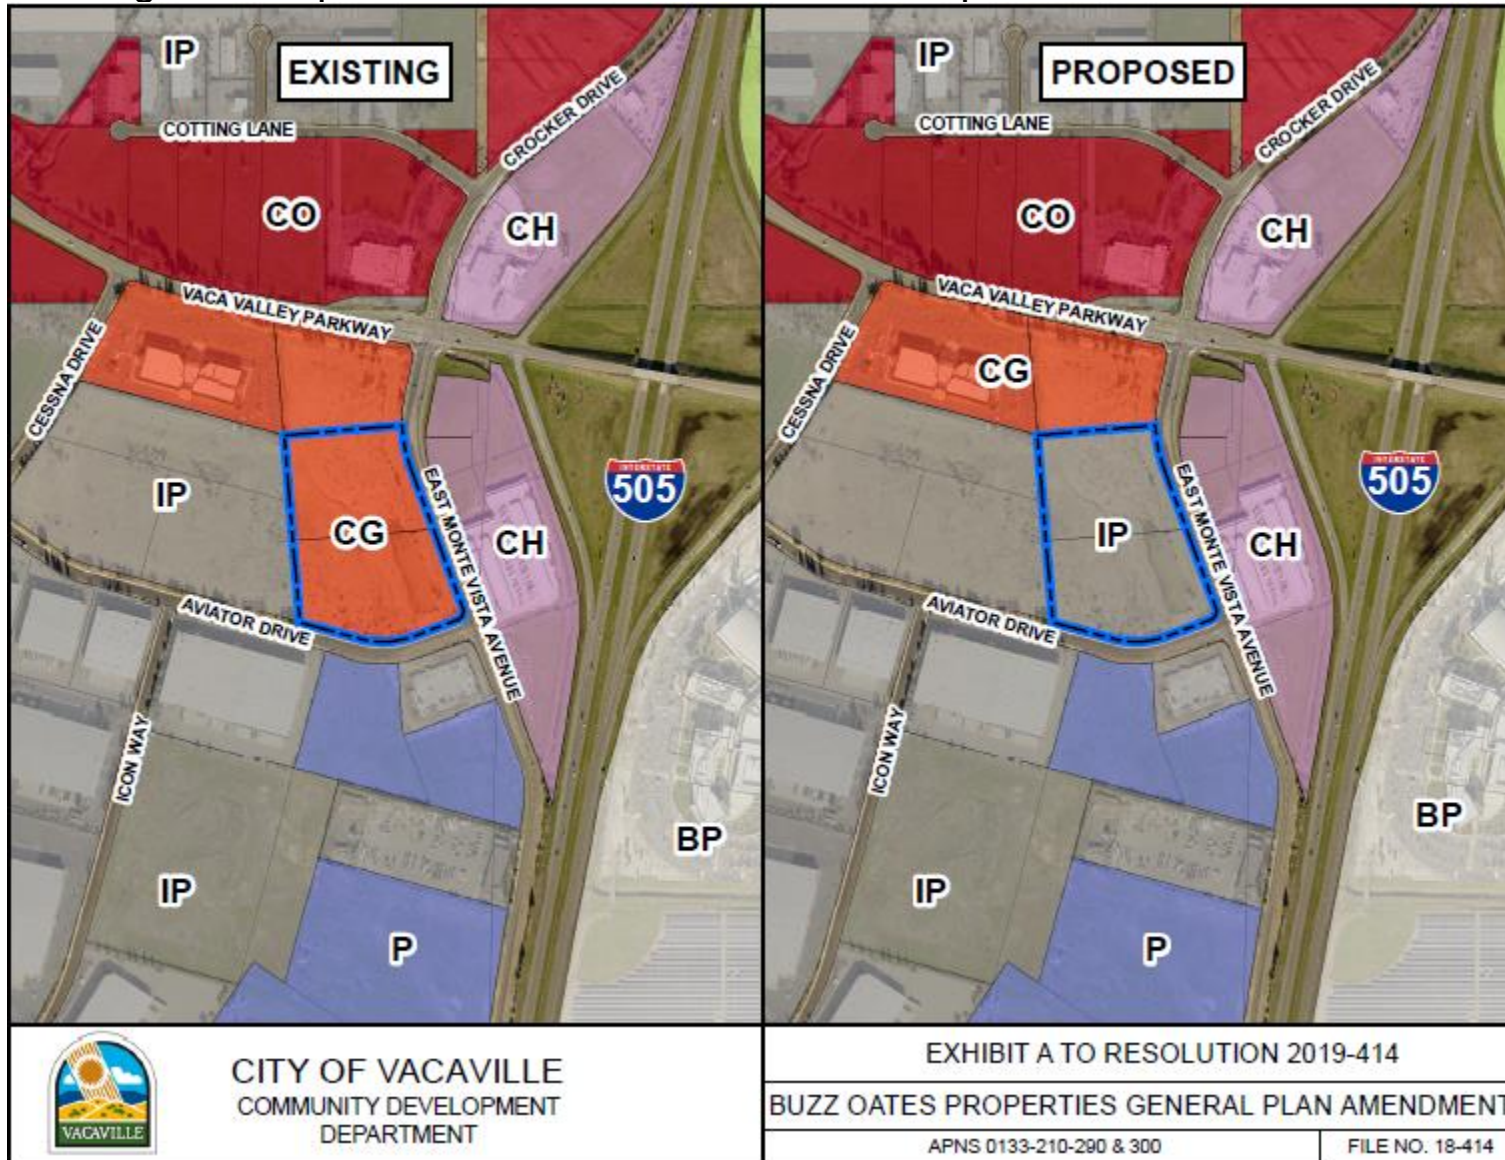 EXISTING
IP
COTTING LANE
CROCKER DRIVE
CO
CH
VACA VALLEY PARKWAY
CESSNA DRIVE
INTERSTATE
505
IP
CG
EAST MONTE VISTA AVENUE
CH
AVIATOR DRIVE
ICON WAY
BP
IP
P
PROPOSED
IP
COTTING LANE
CROCKER DRIVE
CO
CH
VACA VALLEY PARKWAY
CESSNA DRIVE
CG
INTERSTATE
505
IP
EAST MONTE VISTA AVENUE
CH
AVIATOR DRIVE
ICON WAY
BP
IP
P
VACAVILLE
CITY OF VACAVILLE
COMMUNITY DEVELOPMENT
DEPARTMENT
EXHIBIT A TO RESOLUTION 2019-414
BUZZ OATES PROPERTIES GENERAL PLAN AMENDMENT
APNS 0133-210-290 & 300
FILE NO. 18-414